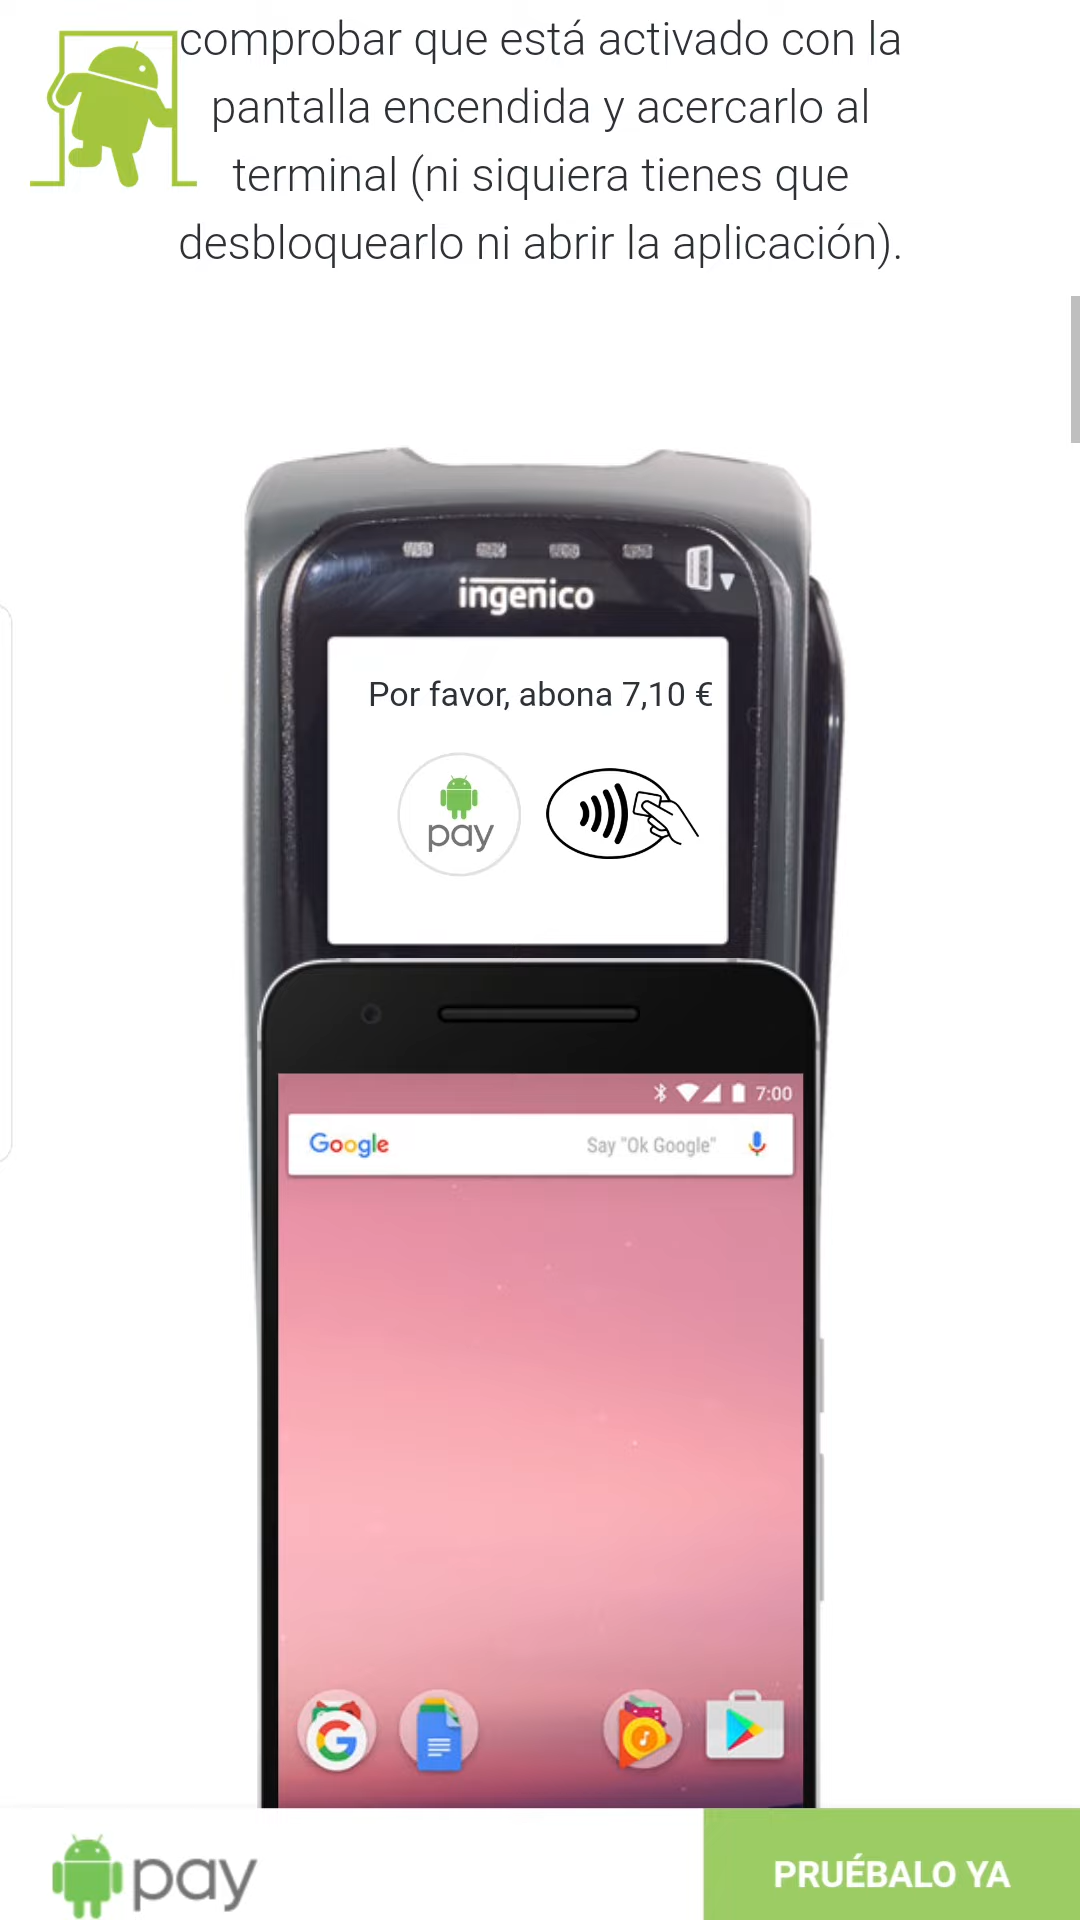 comprobar que está activado con la
pantalla encendida y acercarlo al
terminal (ni siquiera tienes que
desbloquearlo ni abrir la aplicación).
ingenico
Por favor, abona 7,10 €
pay
7:00
Google
Say "Ok Google"
pay
PRUÉBALO YA